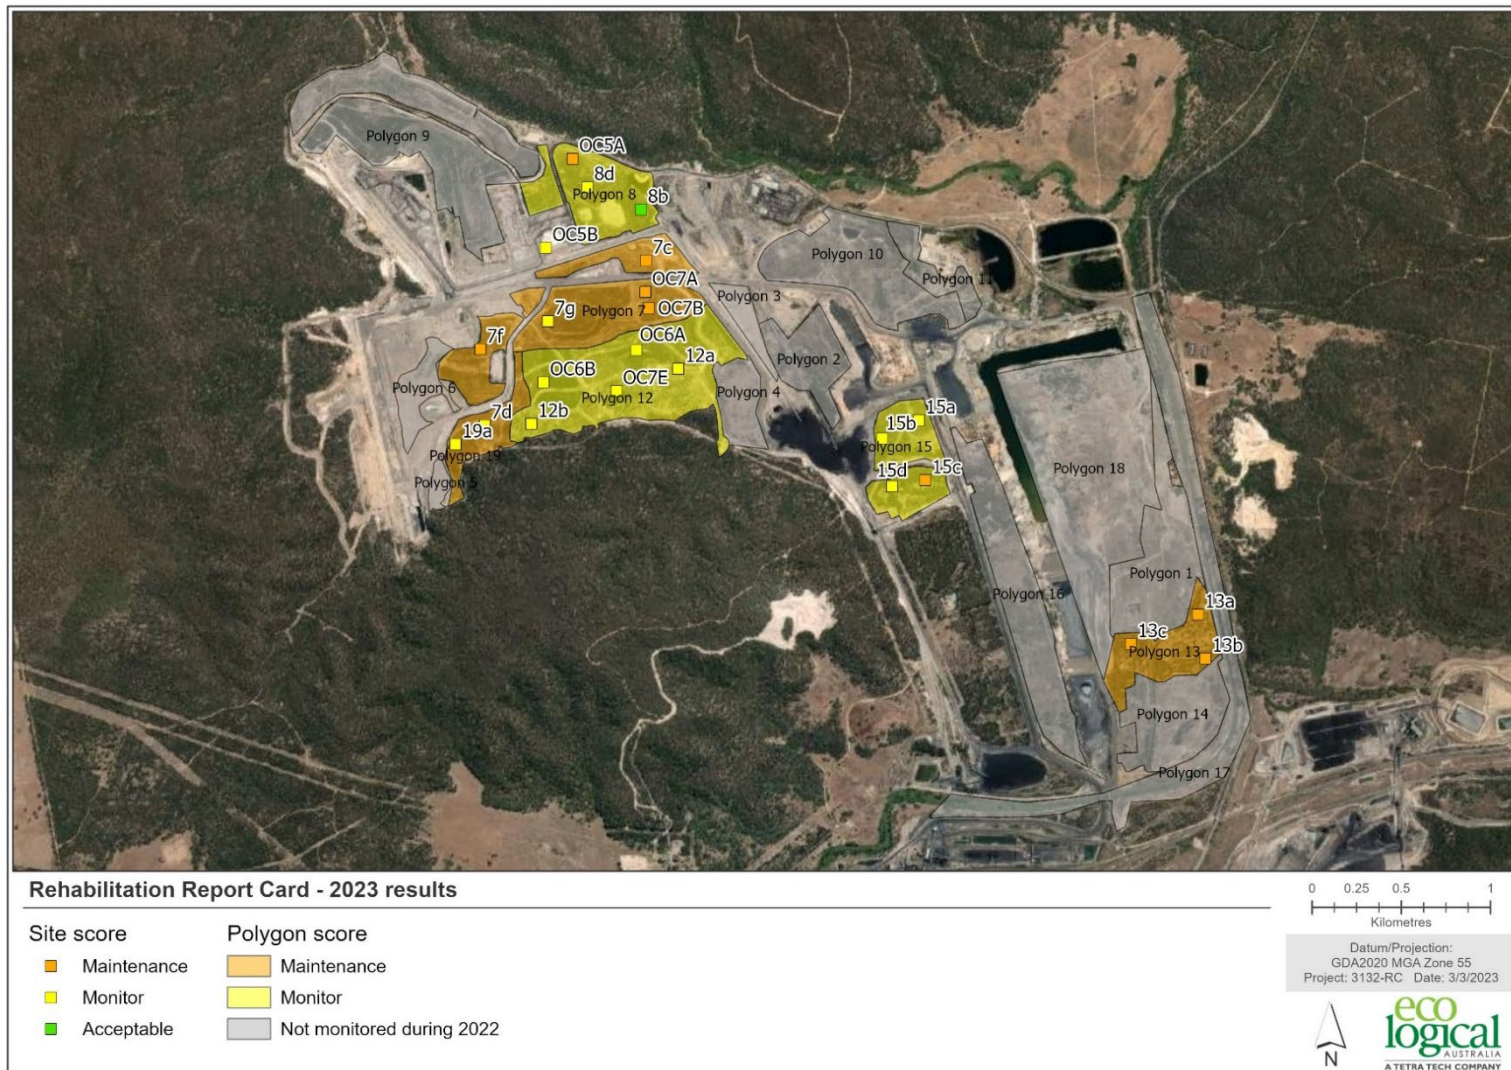 Polygon 9
OC5A
8d
Polygon 8
8b
OC5B
7c
Polygon 10
Polygon 11
OC7A
Polygon 3
Polygon 7
OC7B
7g
7f
OC6A
Polygon 2
12a
Polygon 6
OC6B
OC7E
Polygon 12
Polygon 4
12b
7d
19a
Polygon 19
Polygon 5
15a
15b
Polygon 15
15d
15c
Polygon 18
Polygon 16
Polygon 1
13a
13c
Polygon 13
13b
Polygon 14
Polygon 17
Rehabilitation Report Card - 2023 results
Site score
Maintenance
Monitor
Acceptable
Polygon score
Maintenance
Monitor
Not monitored during 2022
0 0.25 0.5 1
Kilometres
Datum/Projection:
GDA2020 MGA Zone 55
Project: 3132-RC Date: 3/3/2023
N
eco
logical
AUSTRALIA
A TETRA TECH COMPANY